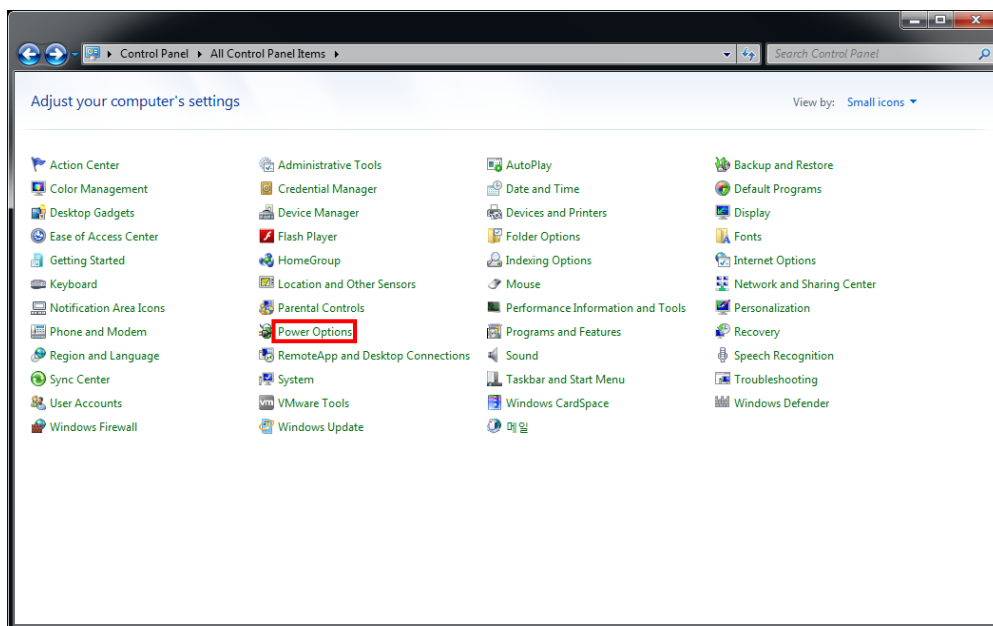 Control Panel All Control Panel Items Search Control Panel
Adjust your computer's settings View by: Small icons
Action Center Administrative Tools AutoPlay Backup and Restore
Color Management Credential Manager Date and Time Default Programs
Desktop Gadgets Device Manager Devices and Printers Display
Ease of Access Center Flash Player Folder Options Fonts
Getting Started HomeGroup Indexing Options Internet Options
Keyboard Location and Other Sensors Mouse Network and Sharing Center
Notification Area Icons Parental Controls Performance Information and Tools Personalization
Phone and Modem Power Options Programs and Features Recovery
Region and Language RemoteApp and Desktop Connections Sound Speech Recognition
Sync Center System Taskbar and Start Menu Troubleshooting
User Accounts vm VMware Tools Windows CardSpace Windows Defender
Windows Firewall Windows Update 메일